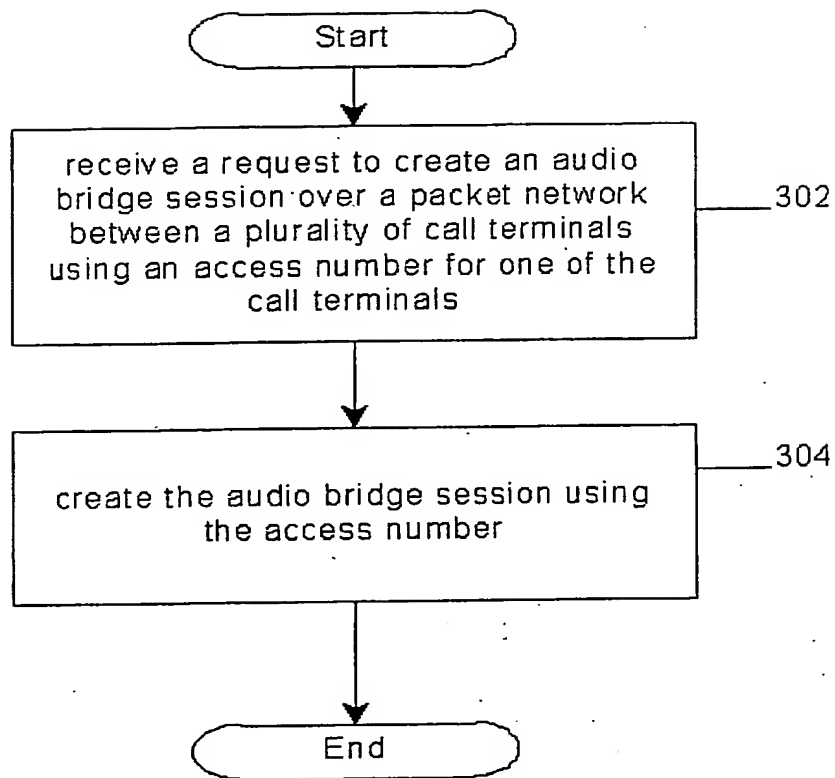 Start
receive a request to create an audio
bridge session over a packet network
between a plurality of call terminals
using an access number for one of the
call terminals
302
create the audio bridge session using
the access number
304
End